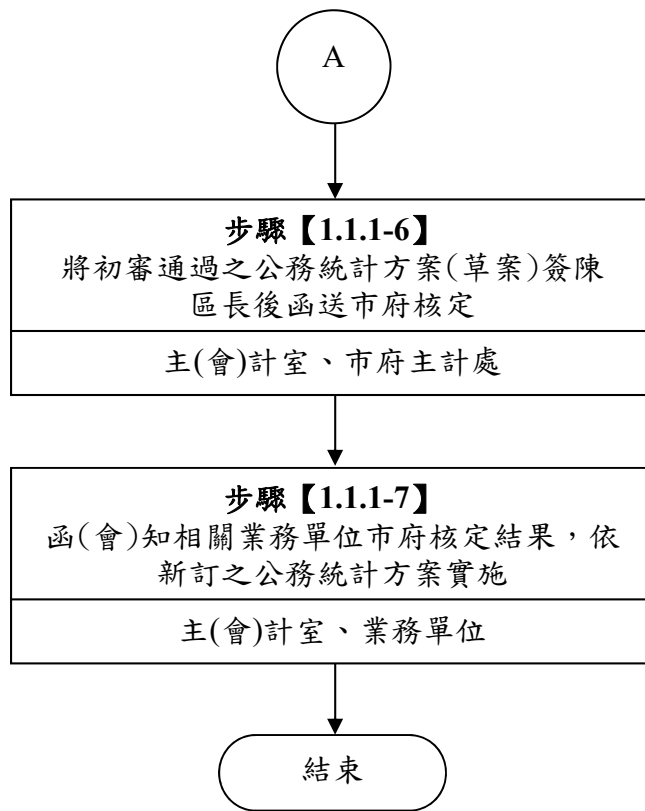 A
步驟【1.1.1-6】
將初審通過之公務統計方案(草案)簽陳
區長後函送市府核定
主(會)計室、市府主計處
步驟【1.1.1-7】
函(會)知相關業務單位市府核定結果，依
新訂之公務統計方案實施
主(會)計室、業務單位
結束